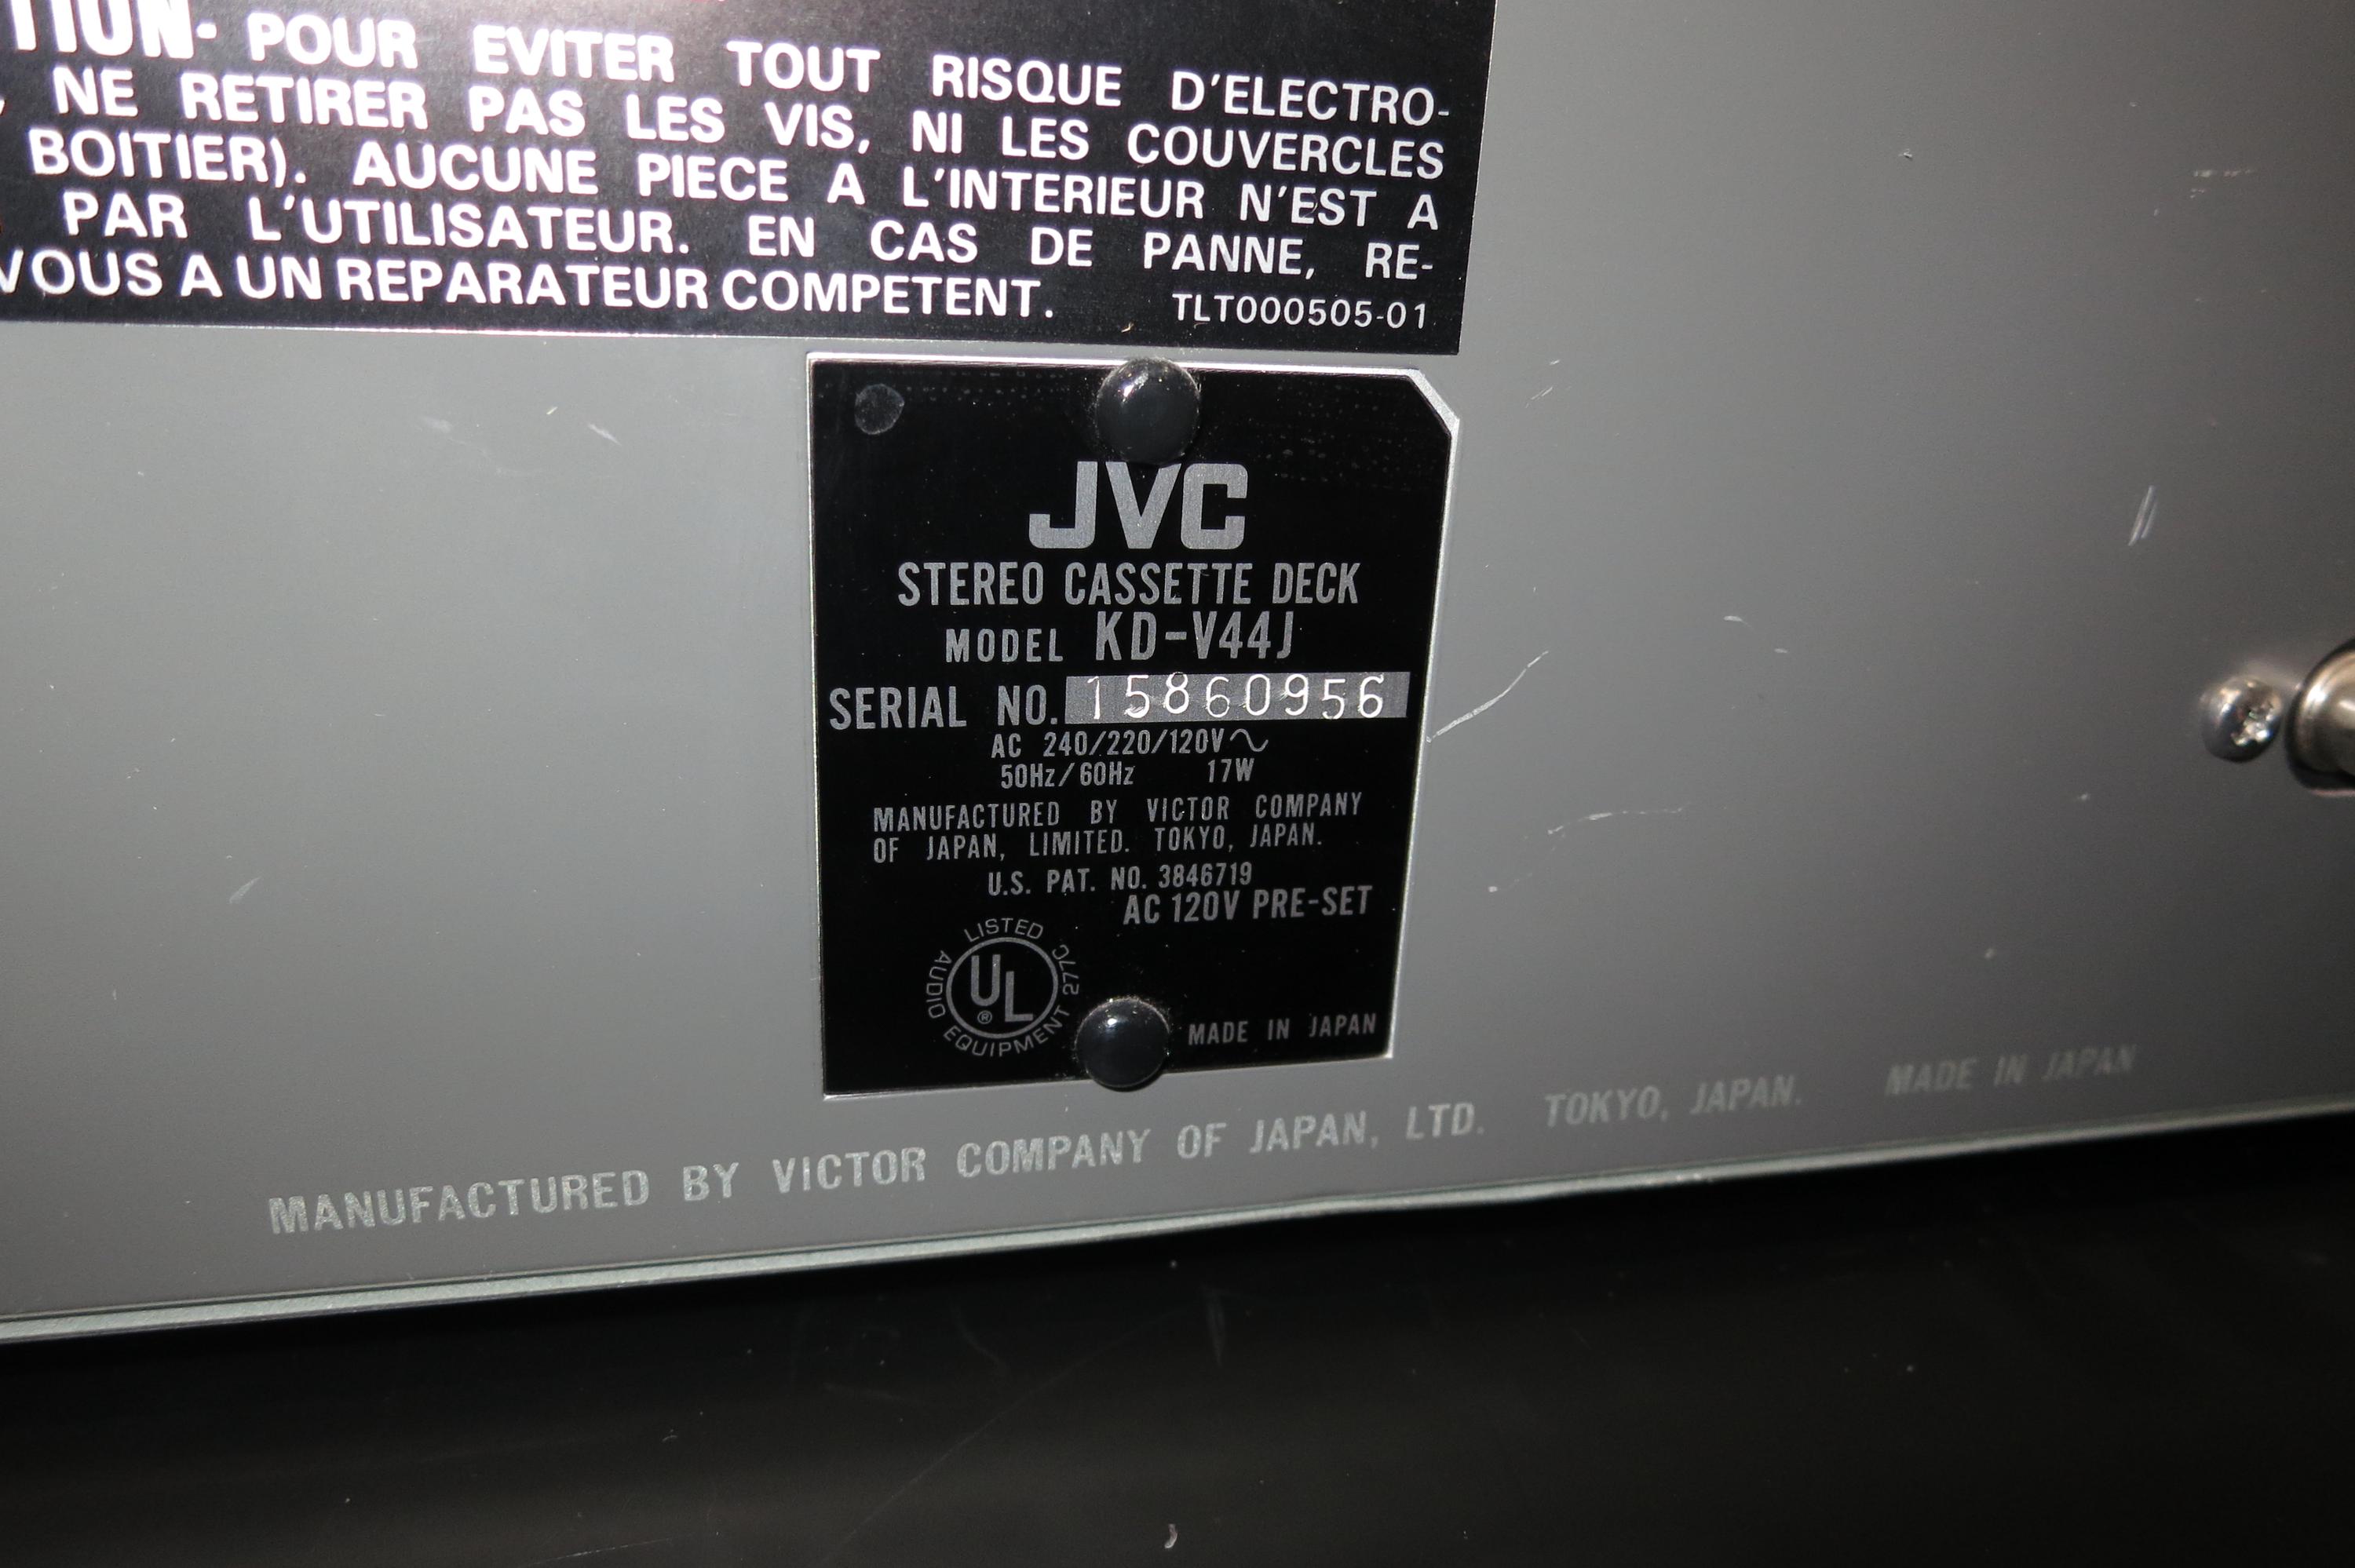 TION- POUR EVITER TOUT RISQUE D'ELECTRO-
, NE RETIRER PAS LES VIS, NI LES COUVERCLES
BOITIER). AUCUNE PIECE A L'INTERIEUR N'EST A
PAR L'UTILISATEUR. EN CAS DE PANNE, RE-
VOUS A UN REPARATEUR COMPETENT. TLT000505-01
JVC
STEREO CASSETTE DECK
MODEL KD-V44J
SERIAL NO. 15860956
AC 240/220/120V~
50Hz/60Hz 17W
MANUFACTURED BY VICTOR COMPANY
OF JAPAN, LIMITED. TOKYO, JAPAN.
U.S. PAT. NO. 3846719
AC 120V PRE-SET
LISTED
UL®
AUDIO EQUIPMENT 277C
MADE IN JAPAN
MANUFACTURED BY VICTOR COMPANY OF JAPAN, LTD. TOKYO, JAPAN. MADE IN JAPAN